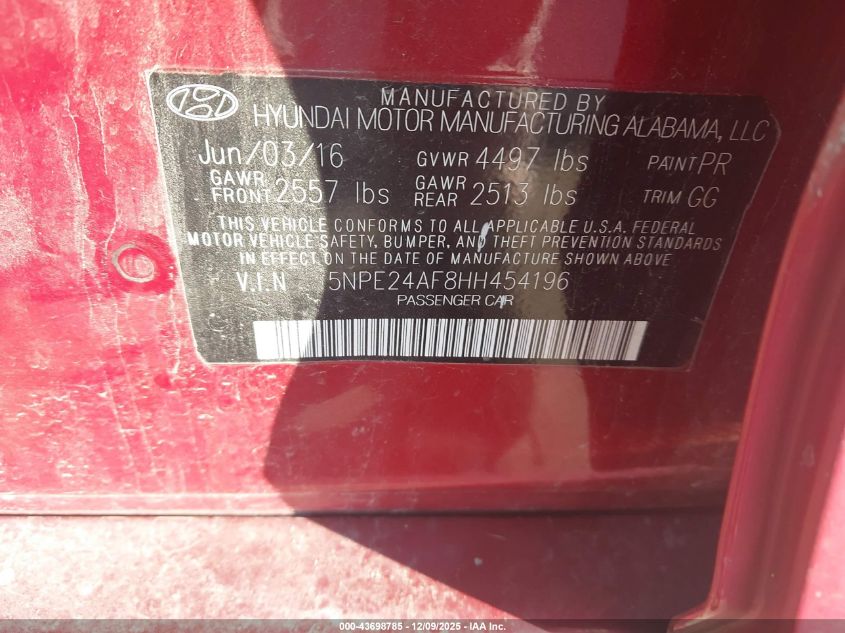 MANUFACTURED BY
HYUNDAI MOTOR MANUFACTURING ALABAMA, LLC
Jun/03/16 GVWR 4497 lbs PAINT PR
GAWR FRONT 2557 lbs GAWR REAR 2513 lbs TRIM GG
THIS VEHICLE CONFORMS TO ALL APPLICABLE U.S.A. FEDERAL
MOTOR VEHICLE SAFETY, BUMPER, AND THEFT PREVENTION STANDARDS
IN EFFECT ON THE DATE OF MANUFACTURE SHOWN ABOVE.
V.I.N 5NPE24AF8HH454196
PASSENGER CAR
000-43698785 - 12/09/2025 - IAA Inc.